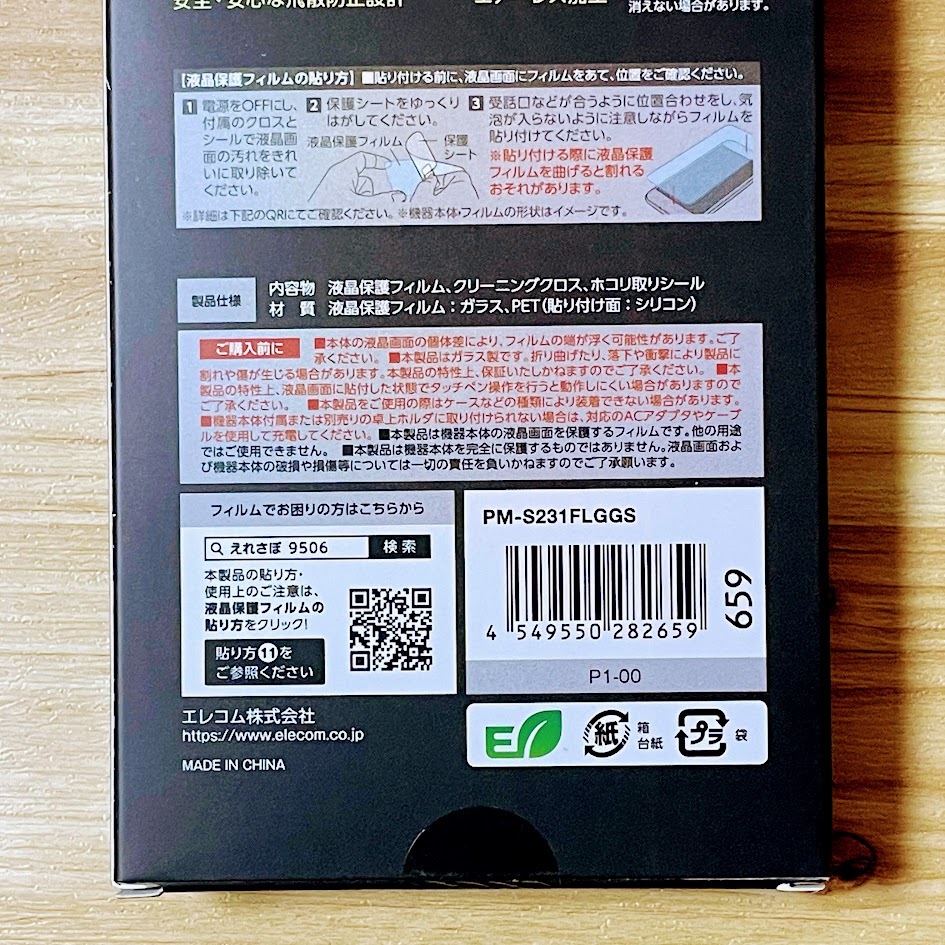 安全・安心な飛散防止設計
エアーレス加工
消えない場合があります。
【液晶保護フィルムの貼り方】 ■貼り付ける前に、液晶画面にフィルムをあて、位置をご確認ください。
1 電源をOFFにし、
付属のクロスと
シールで液晶画
面の汚れをきれ
いに取り除いて
ください。
2 保護シートをゆっくり
はがしてください。
液晶保護フィルム
保護
シート
3 受話口などが合うように位置合わせをし、気
泡が入らないように注意しながらフィルムを
貼り付けてください。
※貼り付ける際に液晶保護
フィルムを曲げると割れる
おそれがあります。
※詳細は下記のQRにてご確認ください。※機器本体・フィルムの形状はイメージです。
製品仕様
内容物 液晶保護フィルム、クリーニングクロス、ホコリ取りシール
材 質 液晶保護フィルム：ガラス、PET（貼り付け面：シリコン）
ご購入前に ■本体の液晶画面の個体差により、フィルムの端が浮く可能性があります。ご了
承ください。 ■本製品はガラス製です。折り曲げたり、落下や衝撃により製品に
割れや傷が生じる場合があります。本製品の特性上、保証いたしかねますのでご了承ください。 ■本
製品の特性上、液晶画面に貼付した状態でタッチペン操作を行うと動作しにくい場合がありますので
ご了承ください。 ■本製品をご使用の際はケースなどの種類により装着できない場合があります。
■機器本体付属または別売りの卓上ホルダに取り付けられない場合は、対応のACアダプタやケーブ
ルを使用して充電してください。 ■本製品は機器本体の液晶画面を保護するフィルムです。他の用途
ではご使用できません。 ■本製品は機器本体を完全に保護するものではありません。液晶画面およ
び機器本体の破損や損傷等については一切の責任を負いかねますのでご了承願います。
フィルムでお困りの方はこちらから
えれさぽ 9506 検索
本製品の貼り方・
使用上のご注意は、
液晶保護フィルムの
貼り方をクリック!
貼り方⓫を
ご参照ください
PM-S231FLGGS
4 549550 282659
659
P1-00
エレコム株式会社
https://www.elecom.co.jp
MADE IN CHINA
E
紙 箱
台紙
プラ 袋